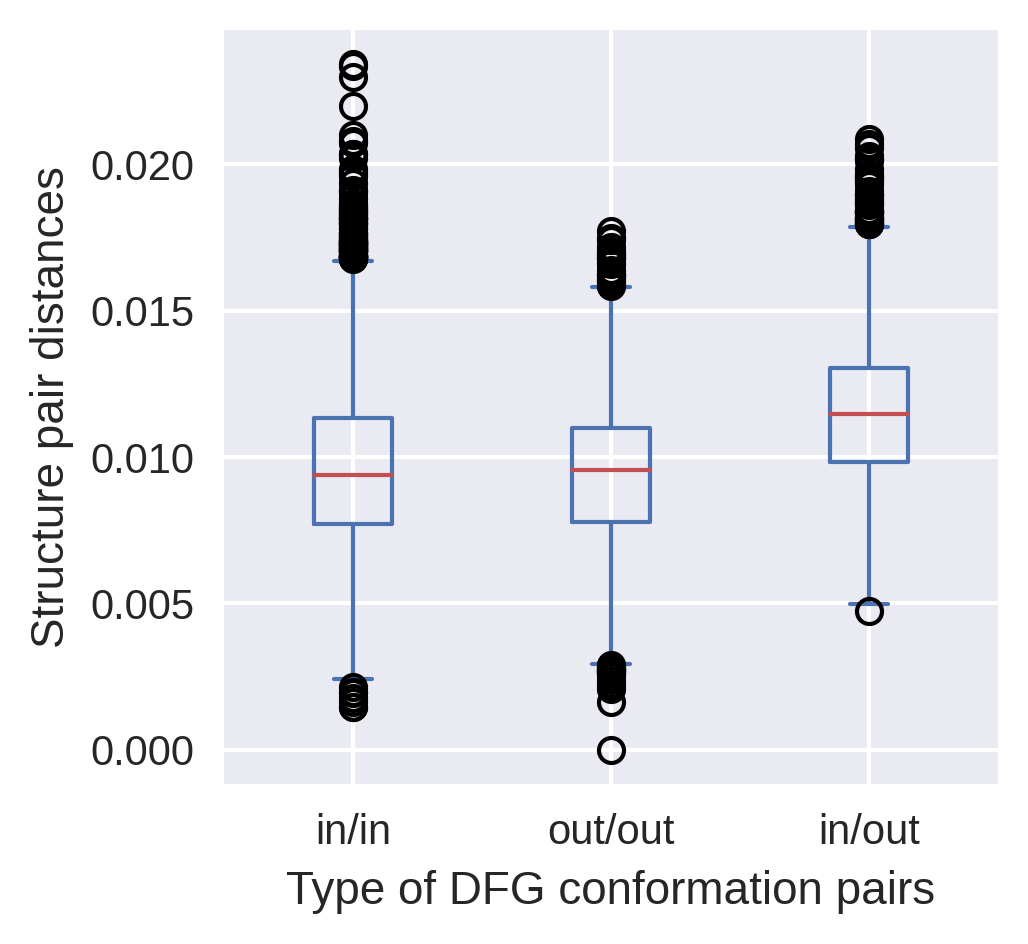 Structure pair distances
0.020
0.015
0.010
0.005
0.000
in/in out/out in/out
Type of DFG conformation pairs